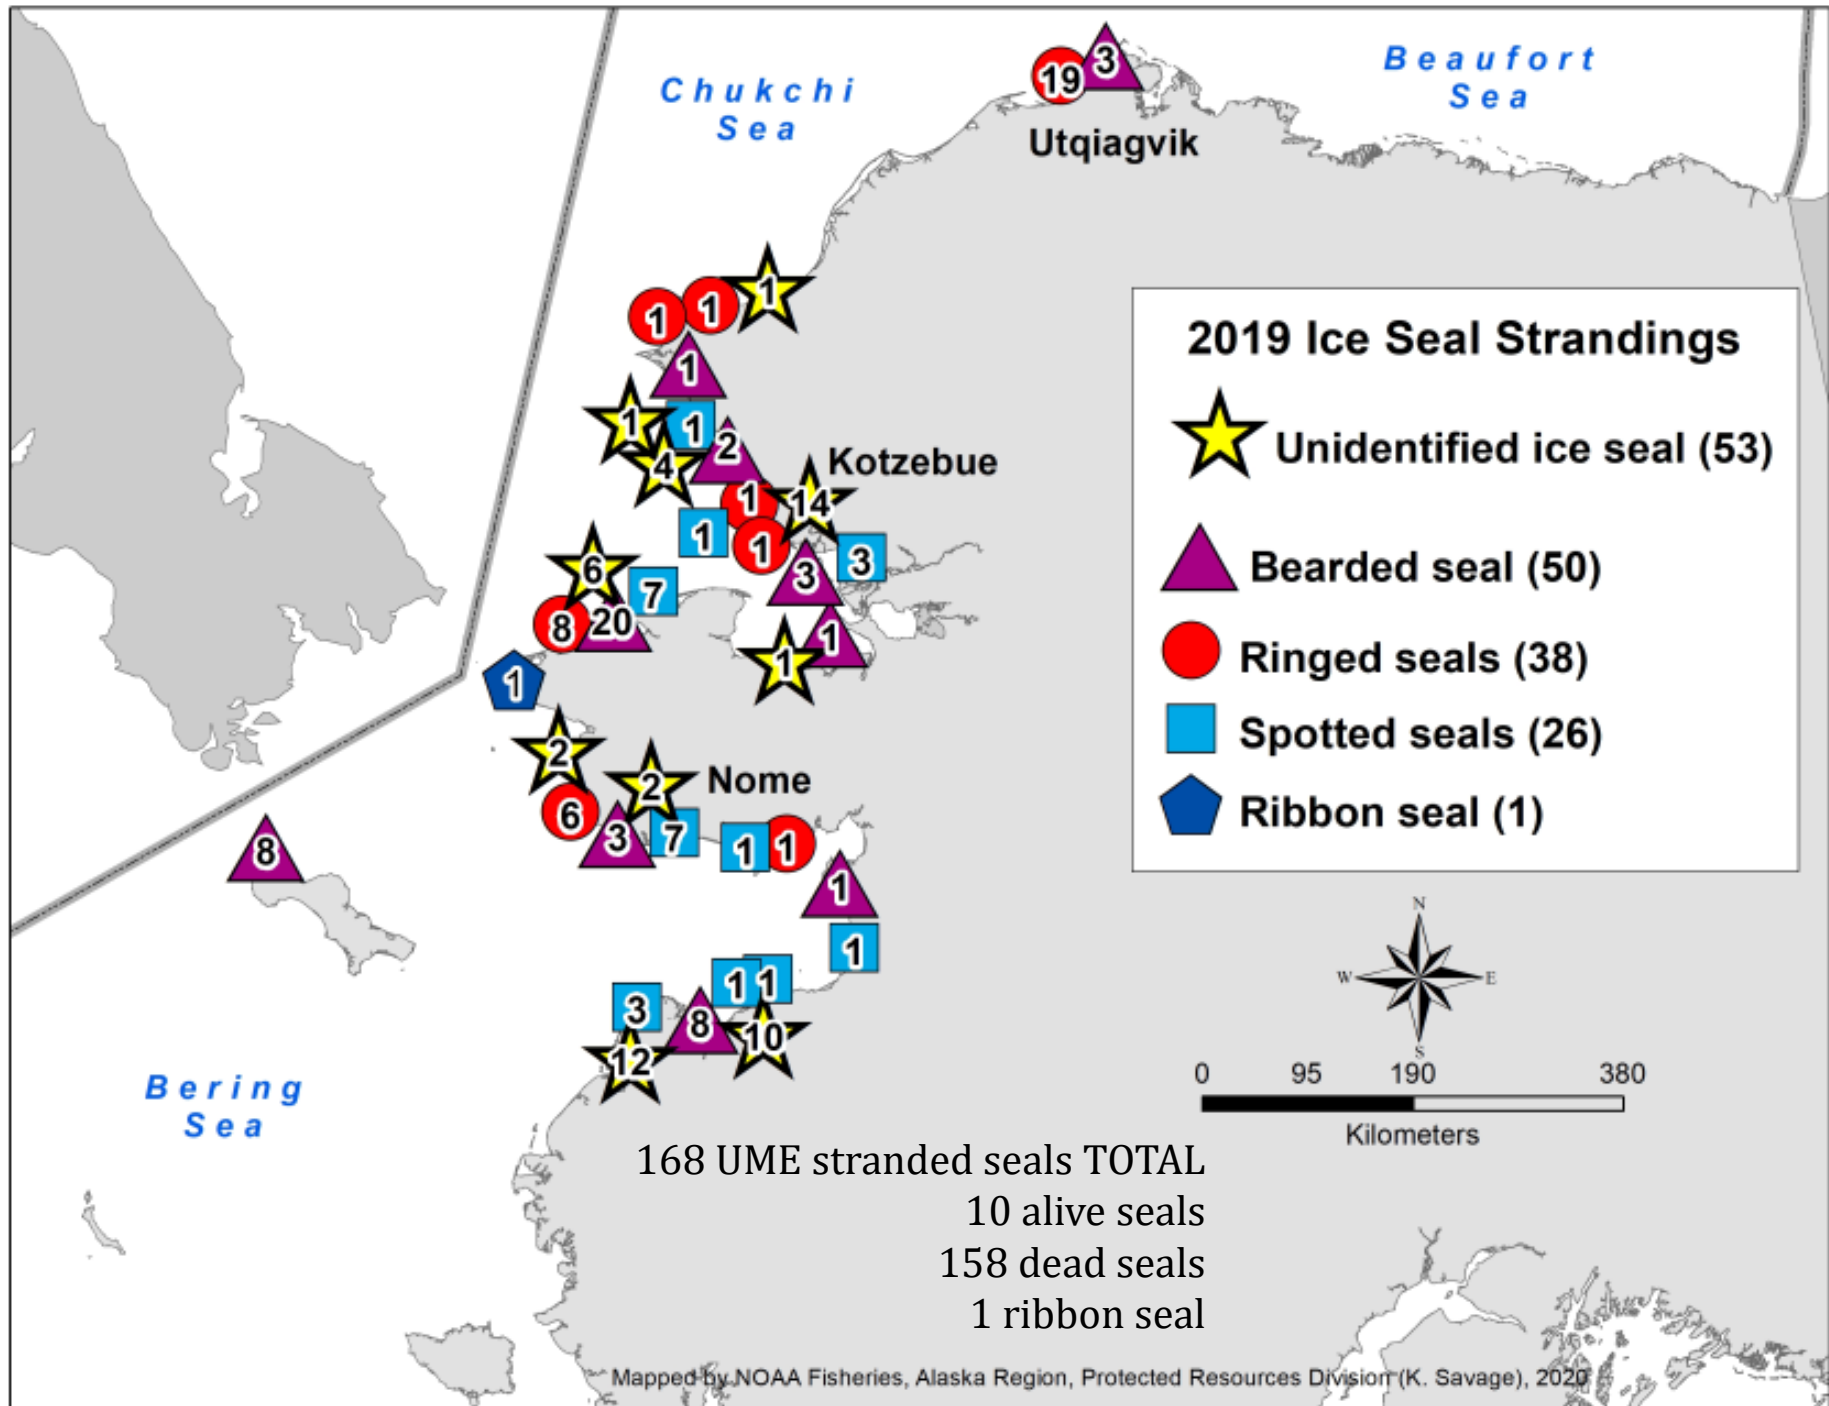 Chukchi
Sea
Beaufort
Sea
19
3
Utqiagvik
1
1
1
1
1
1
2
4
Kotzebue
1
14
1
1
3
6
3
7
8
20
1
1
1
2
2
Nome
6
3
7
1
1
8
1
1
1
1
3
8
10
12
Bering
Sea
2019 Ice Seal Strandings
Unidentified ice seal (53)
Bearded seal (50)
Ringed seals (38)
Spotted seals (26)
Ribbon seal (1)
N
W
E
S
0 95 190 380
Kilometers
168 UME stranded seals TOTAL
10 alive seals
158 dead seals
1 ribbon seal
Mapped by NOAA Fisheries, Alaska Region, Protected Resources Division (K. Savage), 2020